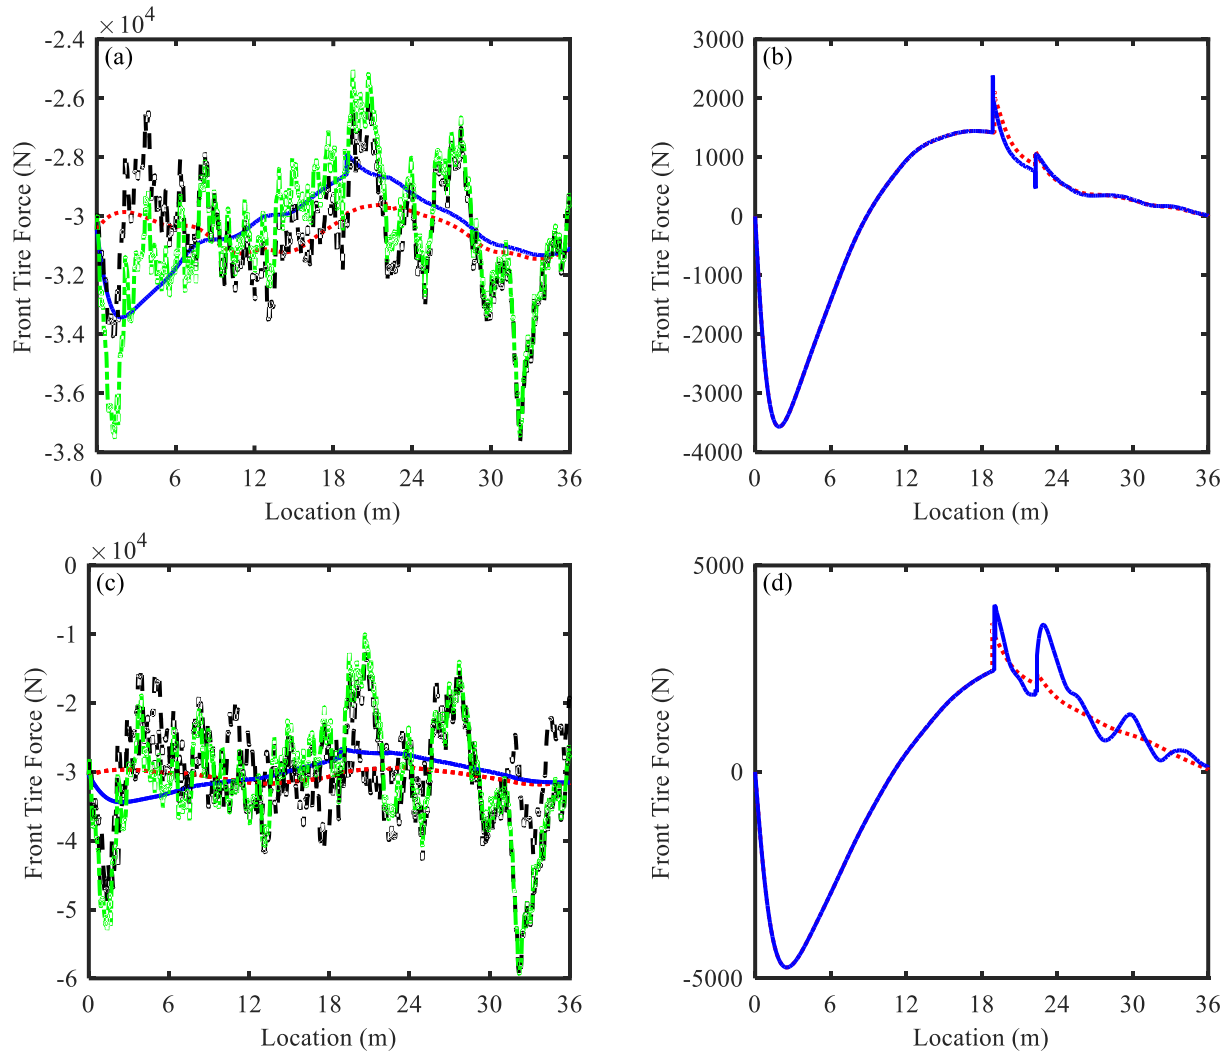 ×10⁴
(a)
-2.4
-2.6
-2.8
-3
-3.2
-3.4
-3.6
-3.8
Front Tire Force (N)
0 6 12 18 24 30 36
Location (m)
(b)
3000
2000
1000
0
-1000
-2000
-3000
-4000
Front Tire Force (N)
0 6 12 18 24 30 36
Location (m)
×10⁴
(c)
0
-1
-2
-3
-4
-5
-6
Front Tire Force (N)
0 6 12 18 24 30 36
Location (m)
(d)
5000
0
-5000
Front Tire Force (N)
0 6 12 18 24 30 36
Location (m)